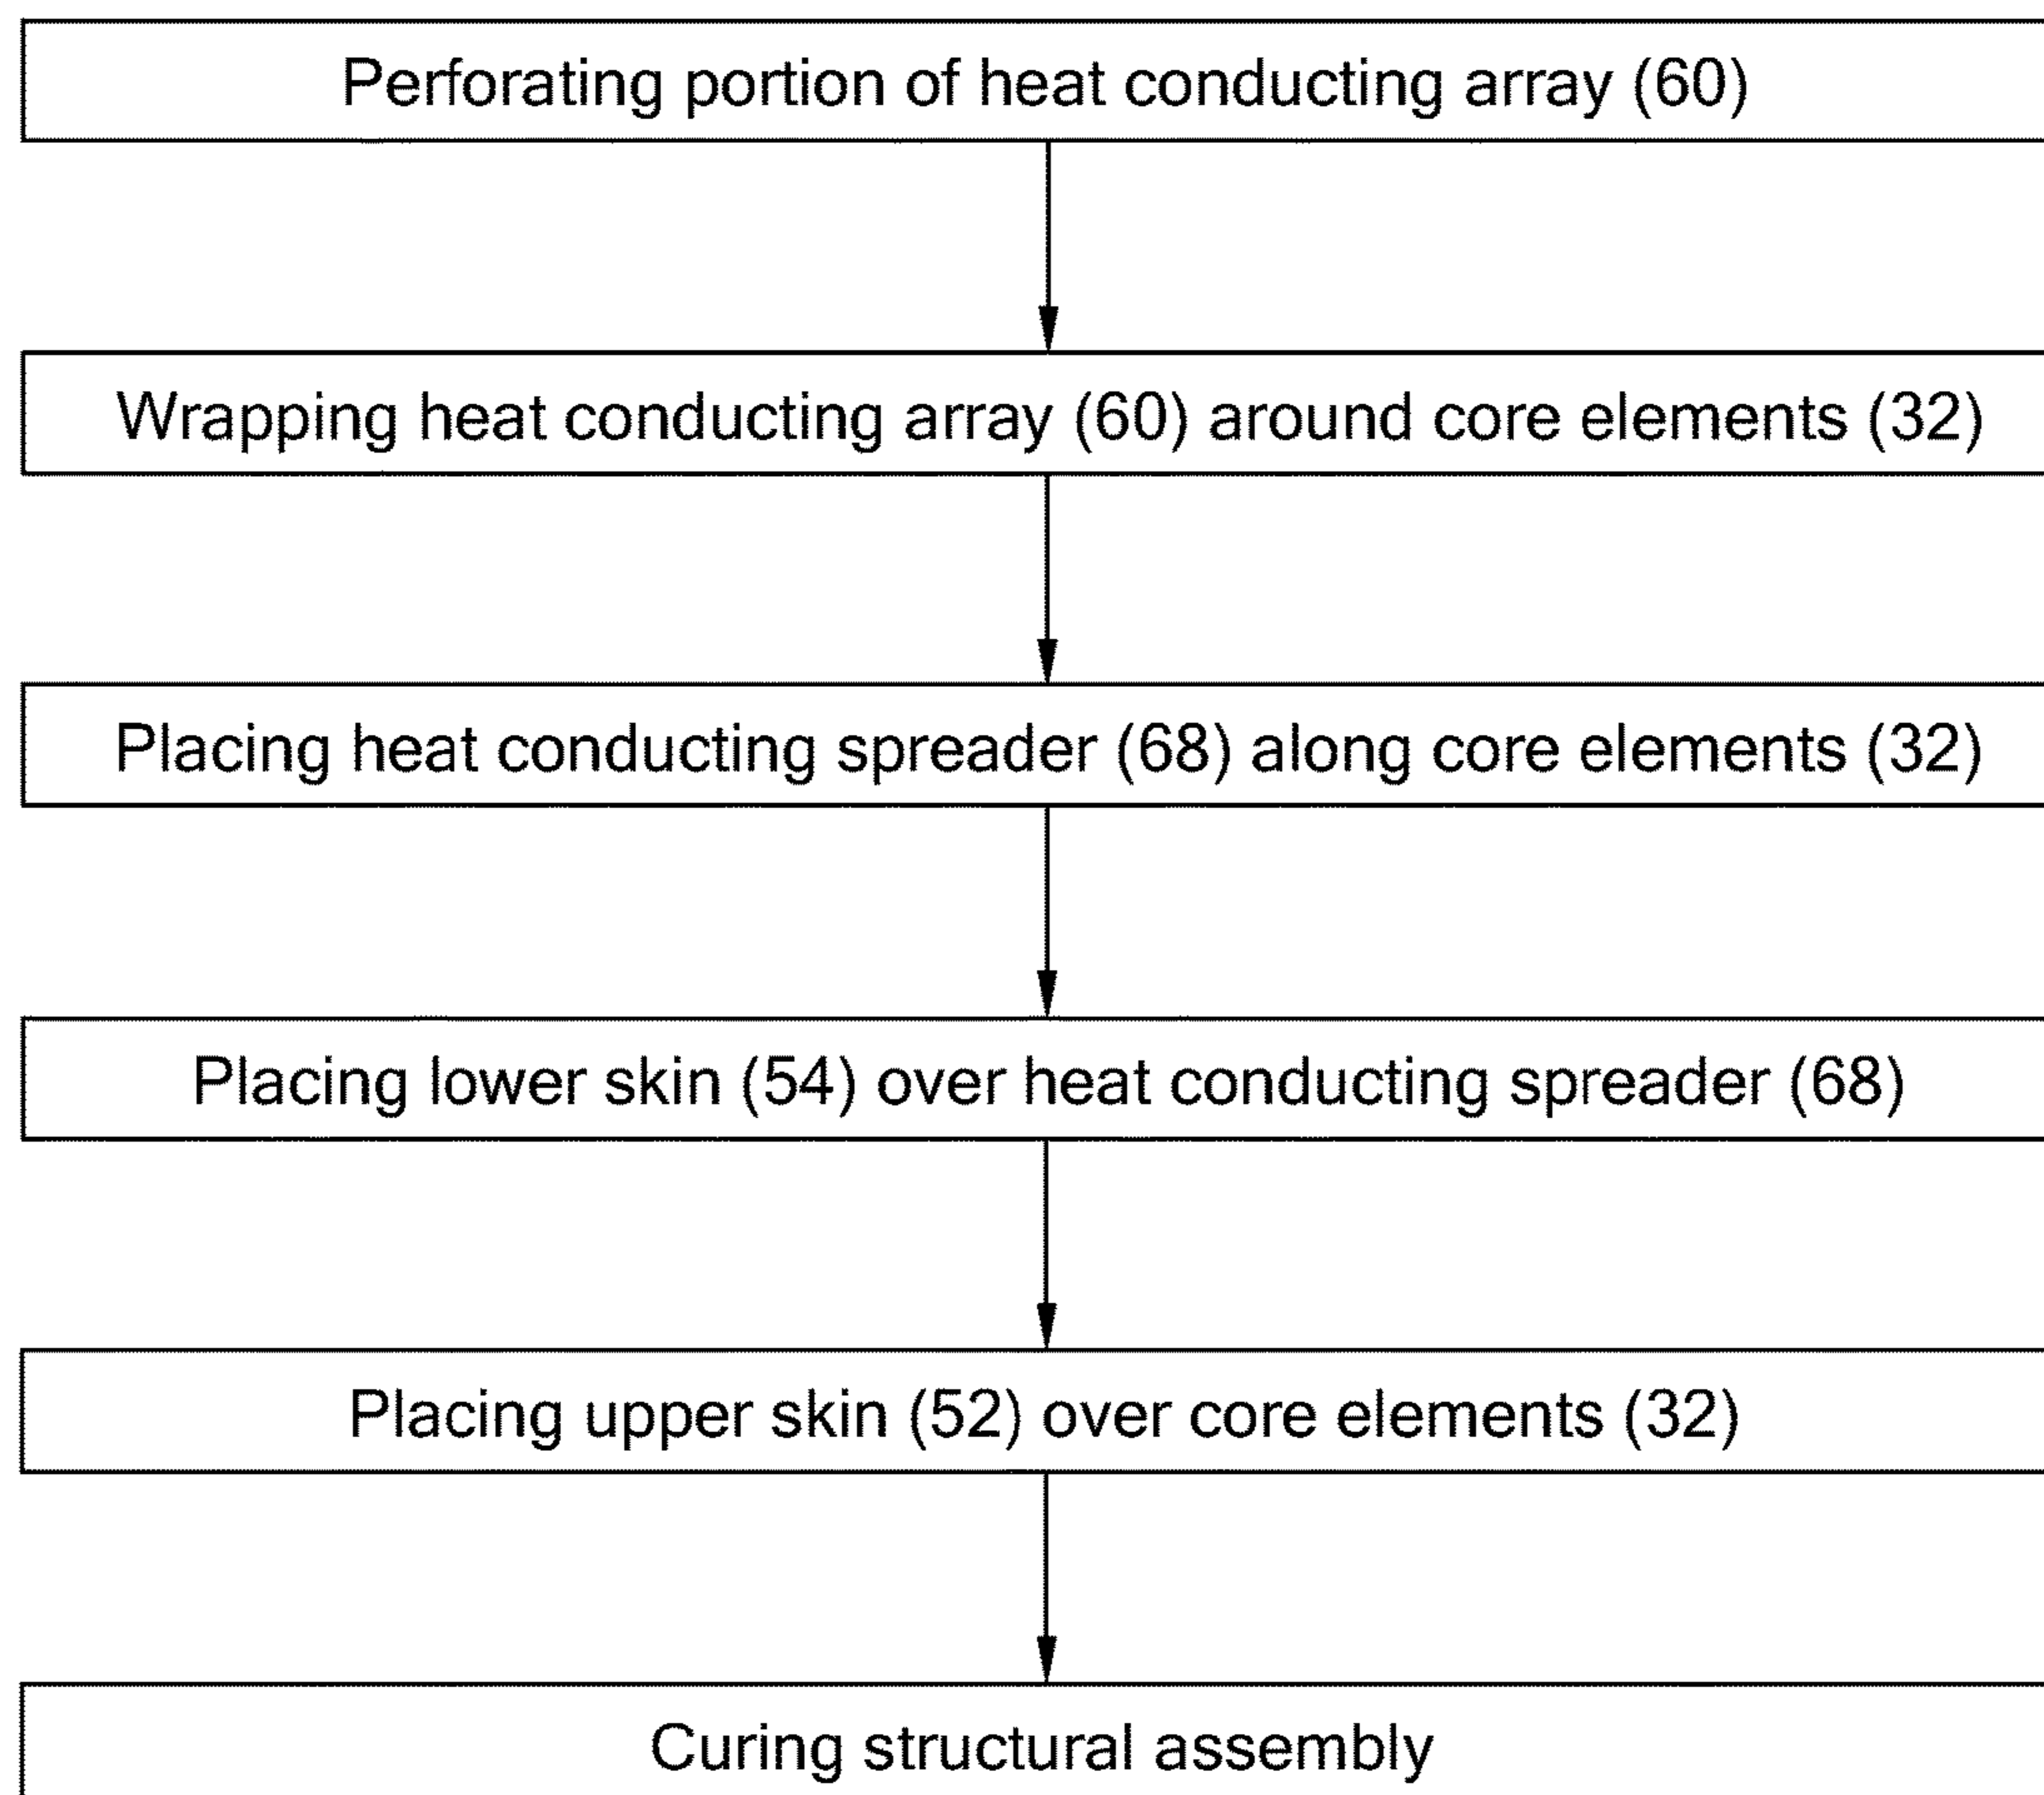 Perforating portion of heat conducting array (60)
Wrapping heat conducting array (60) around core elements (32)
Placing heat conducting spreader (68) along core elements (32)
Placing lower skin (54) over heat conducting spreader (68)
Placing upper skin (52) over core elements (32)
Curing structural assembly